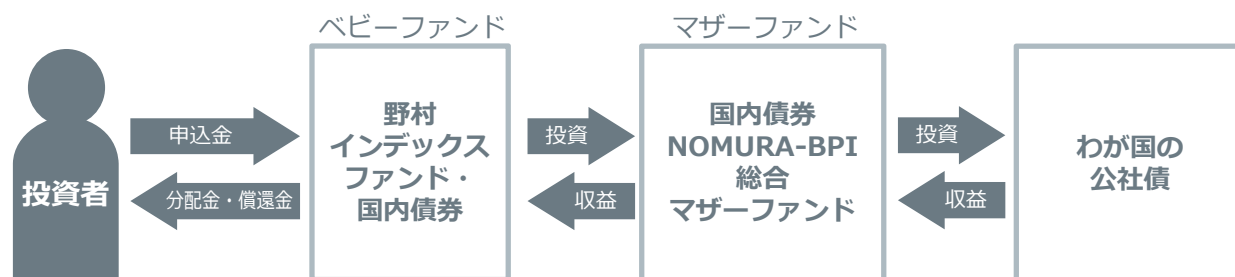 ベビーファンド
マザーファンド
投資者
申込金
分配金・償還金
野村
インデックス
ファンド・
国内債券
投資
収益
国内債券
NOMURA-BPI
総合
マザーファンド
投資
収益
わが国の
公社債